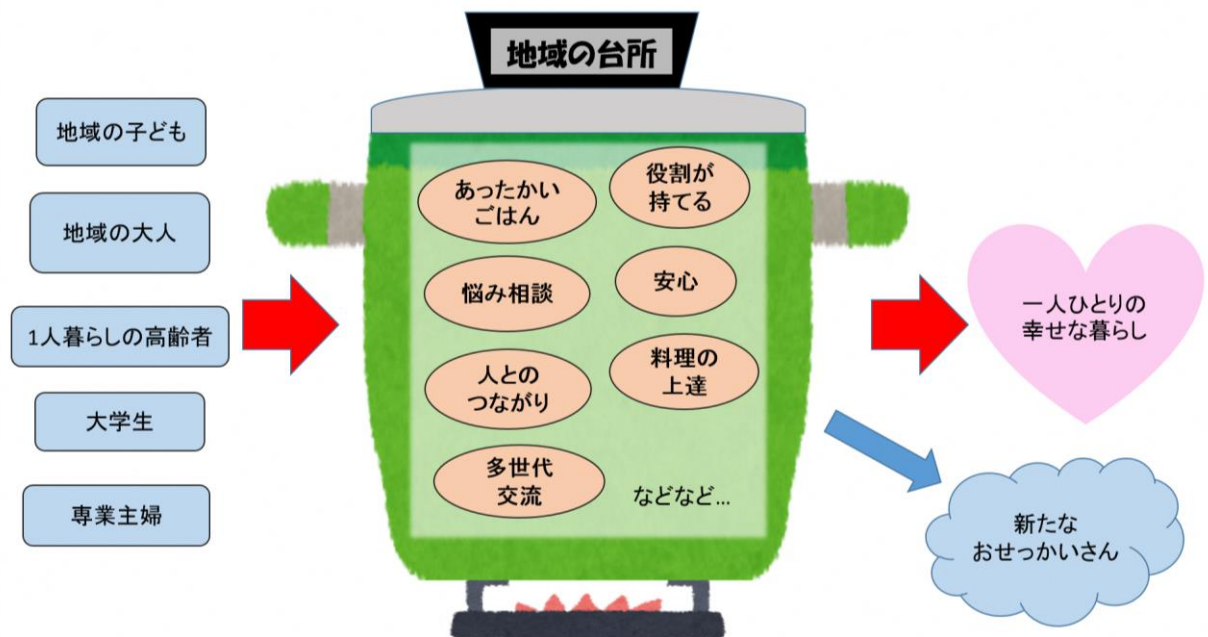 地域の台所
地域の子ども
地域の大人
1人暮らしの高齢者
大学生
専業主婦
あったかい
ごはん
役割が
持てる
悩み相談
安心
人との
つながり
料理の
上達
多世代
交流
などなど…
一人ひとりの
幸せな暮らし
新たな
おせっかいさん